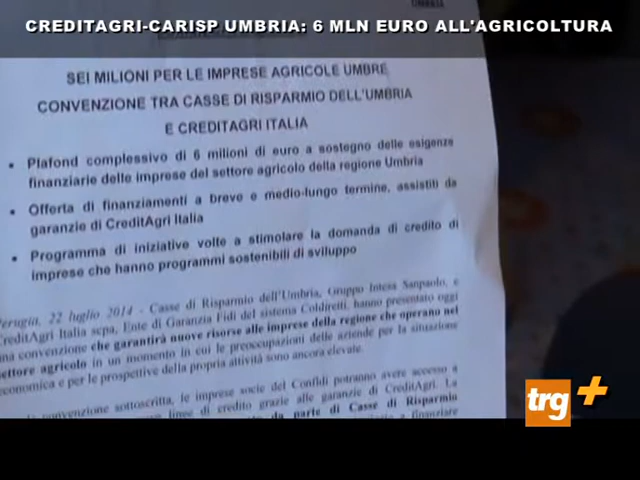 CREDITAGRI-CARISP UMBRIA: 6 MLN EURO ALL'AGRICOLTURA
UMBRIA
SEI MILIONI PER LE IMPRESE AGRICOLE UMBRE
CONVENZIONE TRA CASSE DI RISPARMIO DELL'UMBRIA
E CREDITAGRI ITALIA
• Plafond complessivo di 6 milioni di euro a sostegno delle esigenze
finanziarie delle imprese del settore agricolo della regione Umbria
• Offerta di finanziamenti a breve e medio-lungo termine, assistiti da
garanzie di CreditAgri Italia
• Programma di iniziative volte a stimolare la domanda di credito di
imprese che hanno programmi sostenibili di sviluppo
Perugia, 22 luglio 2014 - Casse di Risparmio dell'Umbria, Gruppo Intesa Sanpaolo, e
CreditAgri Italia scpa, Ente di Garanzia Fidi del sistema Coldiretti, hanno presentato oggi
una convenzione che garantirà nuove risorse alle imprese della regione che operano nel
settore agricolo in un momento in cui le preoccupazioni delle aziende per la situazione
economica e per le prospettive della propria attività sono ancora elevate.
convenzione sottoscritta, le imprese socie del Confidi potranno avere accesso a
linee di credito grazie alle garanzie di CreditAgri. La
da parte di Casse di Risparmio
a finanziare
trg+